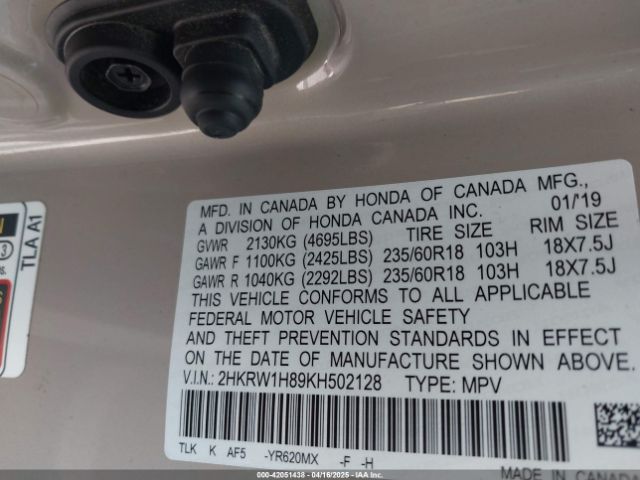 MFD. IN CANADA BY HONDA OF CANADA MFG.,
A DIVISION OF HONDA CANADA INC. 01/'19
GVWR 2130KG (4695LBS) TIRE SIZE RIM SIZE
GAWR F 1100KG (2425LBS) 235/60R18 103H 18X7.5J
GAWR R 1040KG (2292LBS) 235/60R18 103H 18X7.5J
THIS VEHICLE CONFORMS TO ALL APPLICABLE
FEDERAL MOTOR VEHICLE SAFETY
AND THEFT PREVENTION STANDARDS IN EFFECT
ON THE DATE OF MANUFACTURE SHOWN ABOVE.
V.I.N.: 2HKRW1H89KH502128 TYPE: MPV
TLK K AF5 -YR620MX -F -H
MADE IN CANADA
TLA A1
3
000-42051438 - 04/16/2025 - IAA Inc.